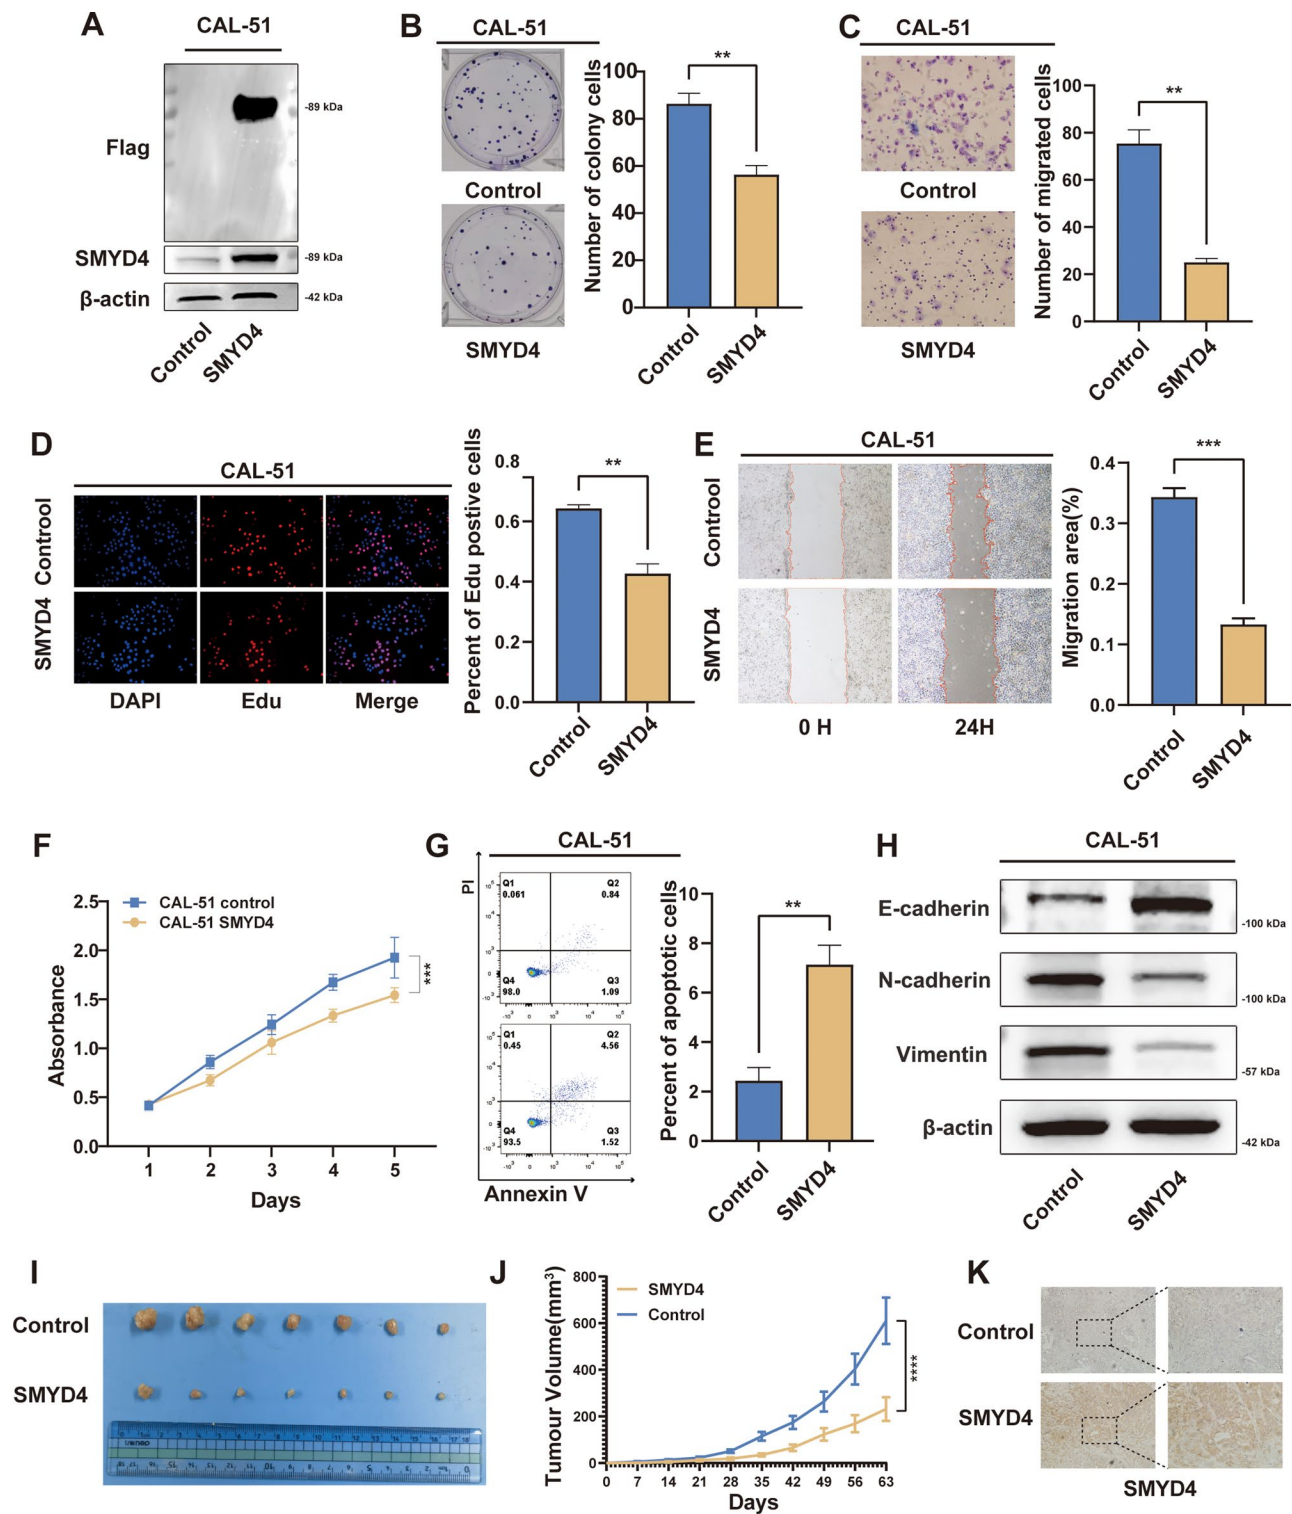 A
CAL-51
Flag
-89 kDa
SMYD4
-89 kDa
β-actin
-42 kDa
Control
SMYD4
B
CAL-51
Control
SMYD4
Number of colony cells
100
80
60
40
20
0
**
Control
SMYD4
C
CAL-51
Control
SMYD4
Number of migrated cells
100
80
60
40
20
0
**
Control
SMYD4
D
CAL-51
Controol
SMYD4
DAPI
Edu
Merge
Percent of Edu postive cells
0.8
0.6
0.4
0.2
0.0
**
Control
SMYD4
E
CAL-51
Controol
SMYD4
0 H
24H
Migration area(%)
0.4
0.3
0.2
0.1
0.0
***
Control
SMYD4
F
CAL-51 control
CAL-51 SMYD4
Absorbance
2.5
2.0
1.5
1.0
0.5
0.0
***
1 2 3 4 5
Days
G
CAL-51
PI
Q1
0.061
Q2
0.84
Q4
98.0
Q3
1.09
Q1
0.45
Q2
4.56
Q4
93.5
Q3
1.52
Annexin V
Percent of apoptotic cells
10
8
6
4
2
0
**
Control
SMYD4
H
CAL-51
E-cadherin
-100 kDa
N-cadherin
-100 kDa
Vimentin
-57 kDa
β-actin
-42 kDa
Control
SMYD4
I
Control
SMYD4
J
Tumour Volume(mm³)
800
600
400
200
0
SMYD4
Control
****
0 7 14 21 28 35 42 49 56 63
Days
K
Control
SMYD4
SMYD4